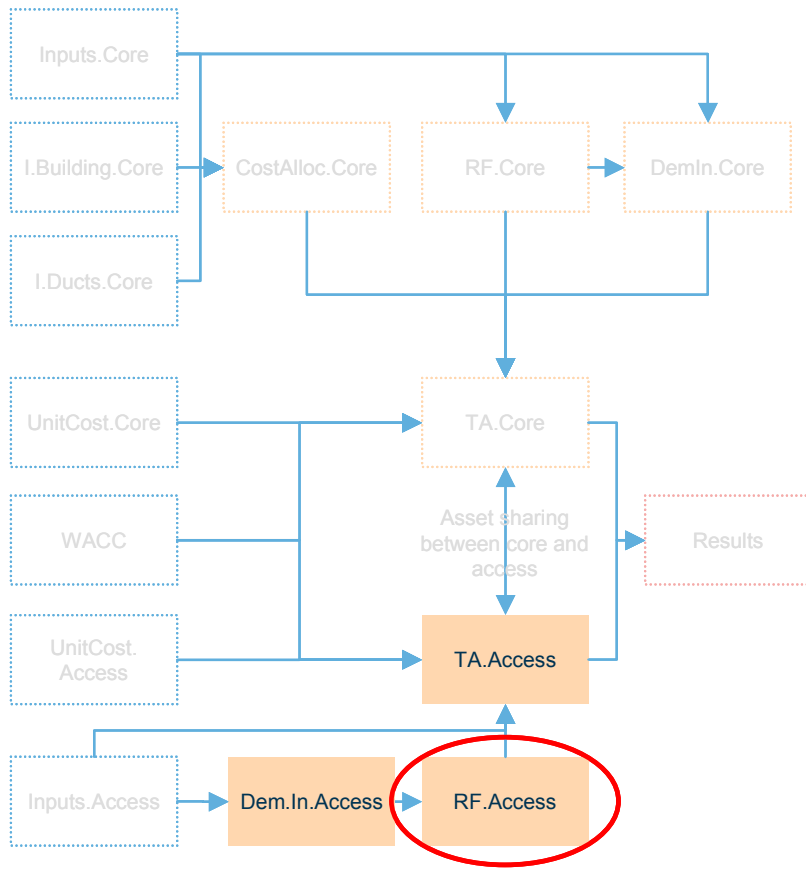 Inputs.Core
I.Building.Core
CostAlloc.Core
RF.Core
DemIn.Core
I.Ducts.Core
UnitCost.Core
TA.Core
WACC
Asset sharing
between core and
access
Results
UnitCost.
Access
TA.Access
Inputs.Access
Dem.In.Access
RF.Access